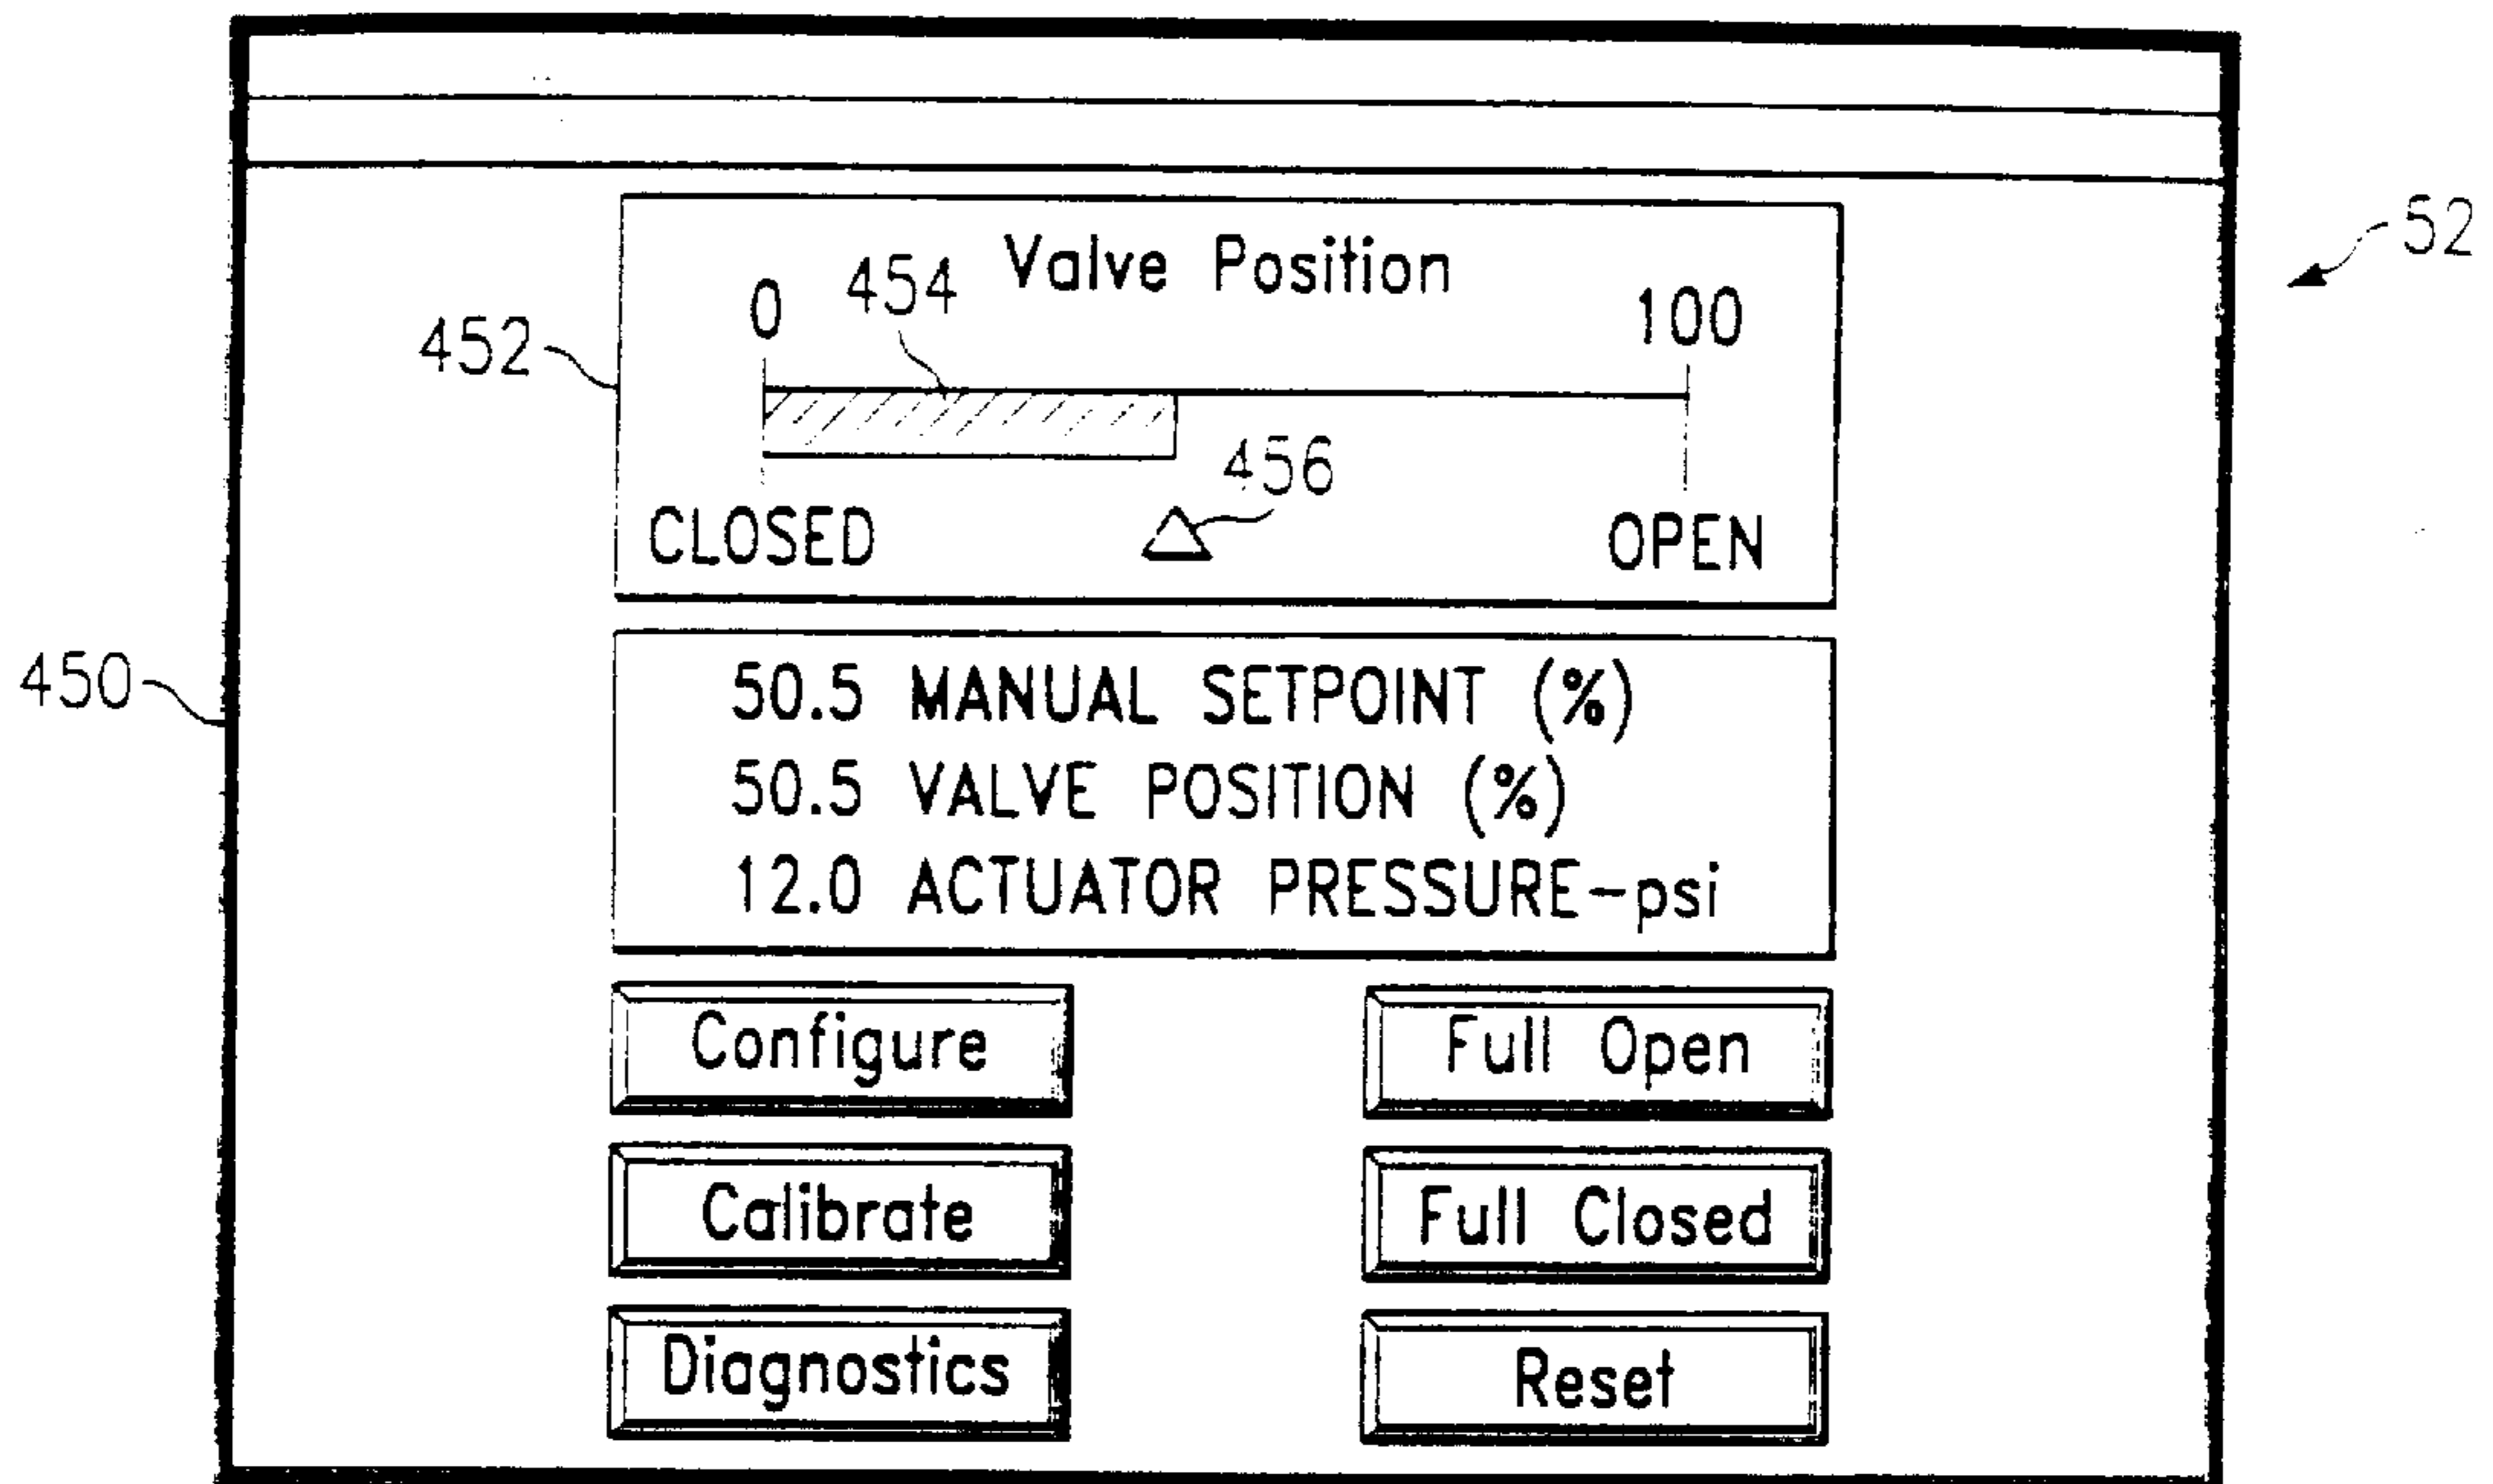 52
Valve Position
454
0
100
452
456
CLOSED
OPEN
450
50.5 MANUAL SETPOINT (%)
50.5 VALVE POSITION (%)
12.0 ACTUATOR PRESSURE-psi
Configure
Full Open
Calibrate
Full Closed
Diagnostics
Reset